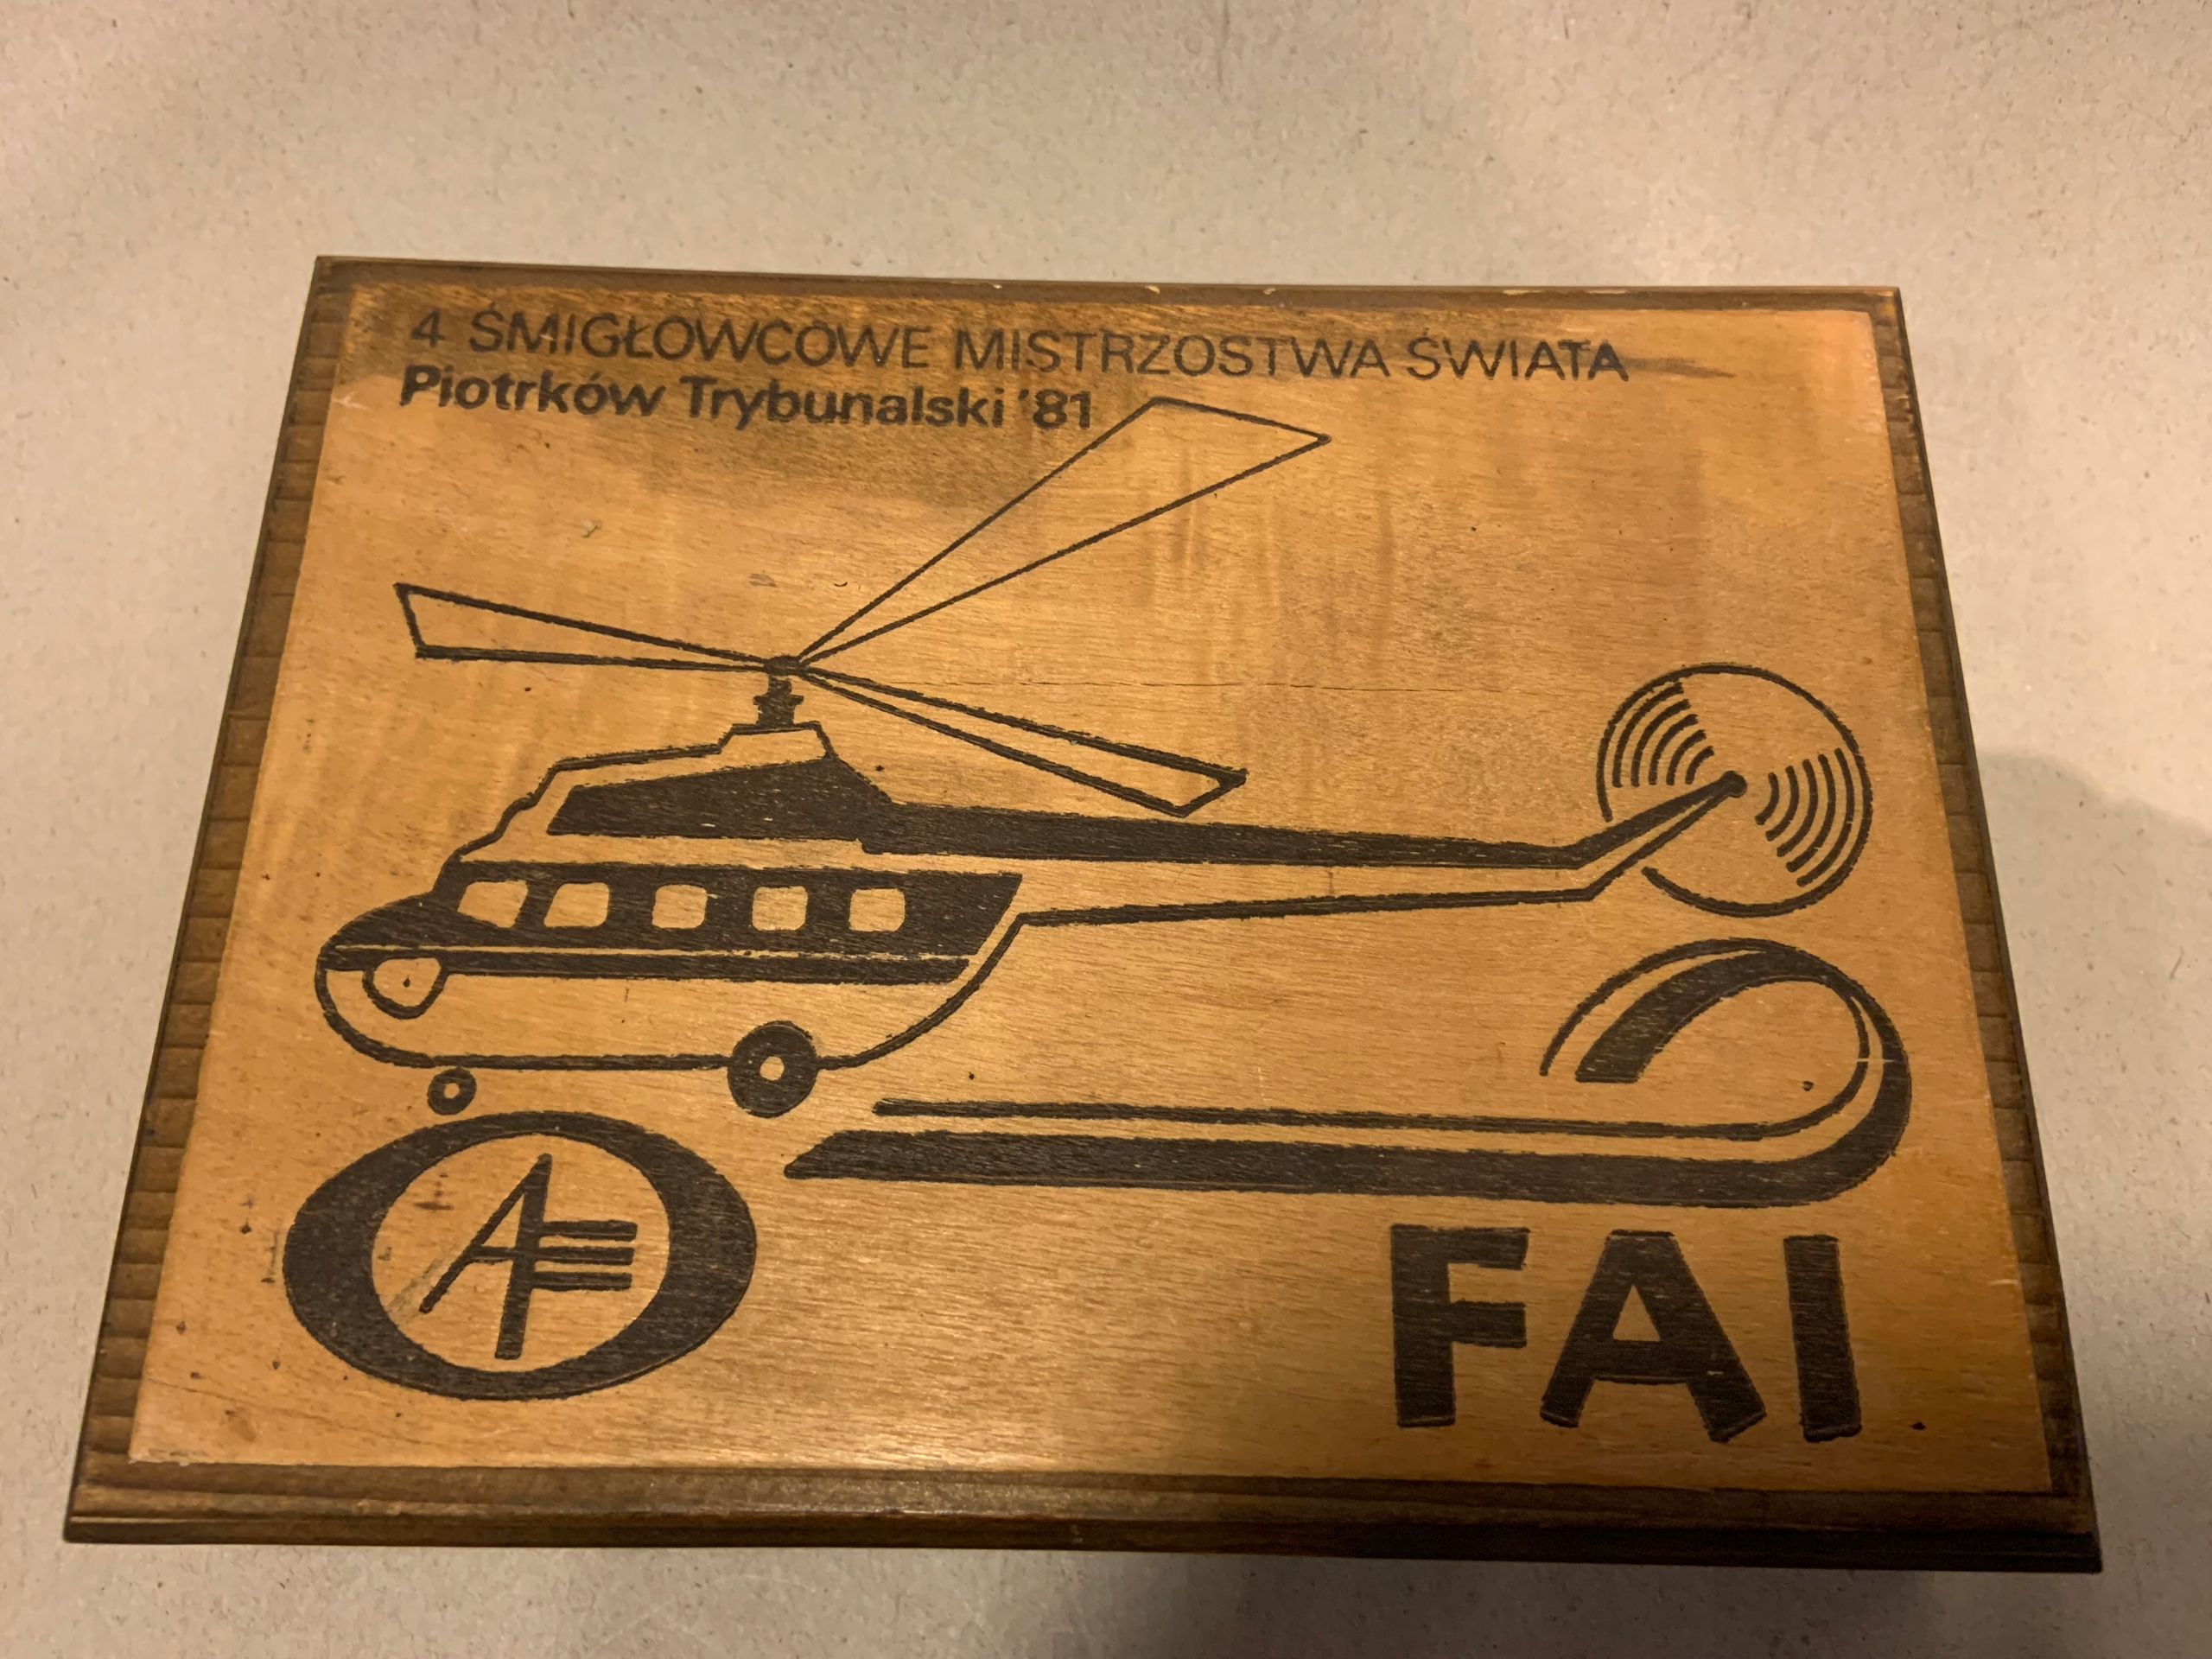 4 ŚMIGŁOWCOWE MISTRZOSTWA ŚWIATA
Piotrków Trybunalski '81
FAI